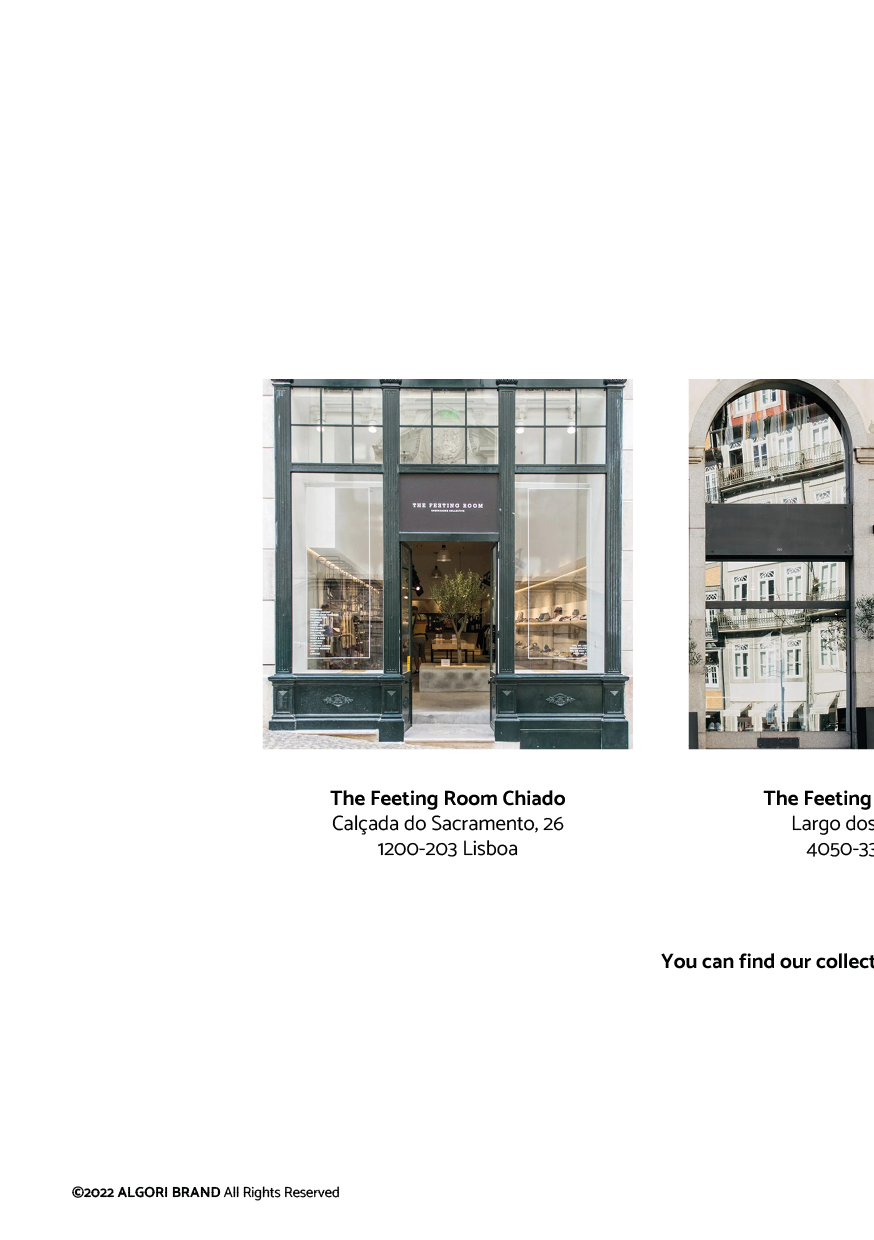 THE FEETING ROOM
The Feeting Room Chiado
Calçada do Sacramento, 26
1200-203 Lisboa
The Feeting
Largo dos
4050-33
You can find our collect
©2022 ALGORI BRAND All Rights Reserved